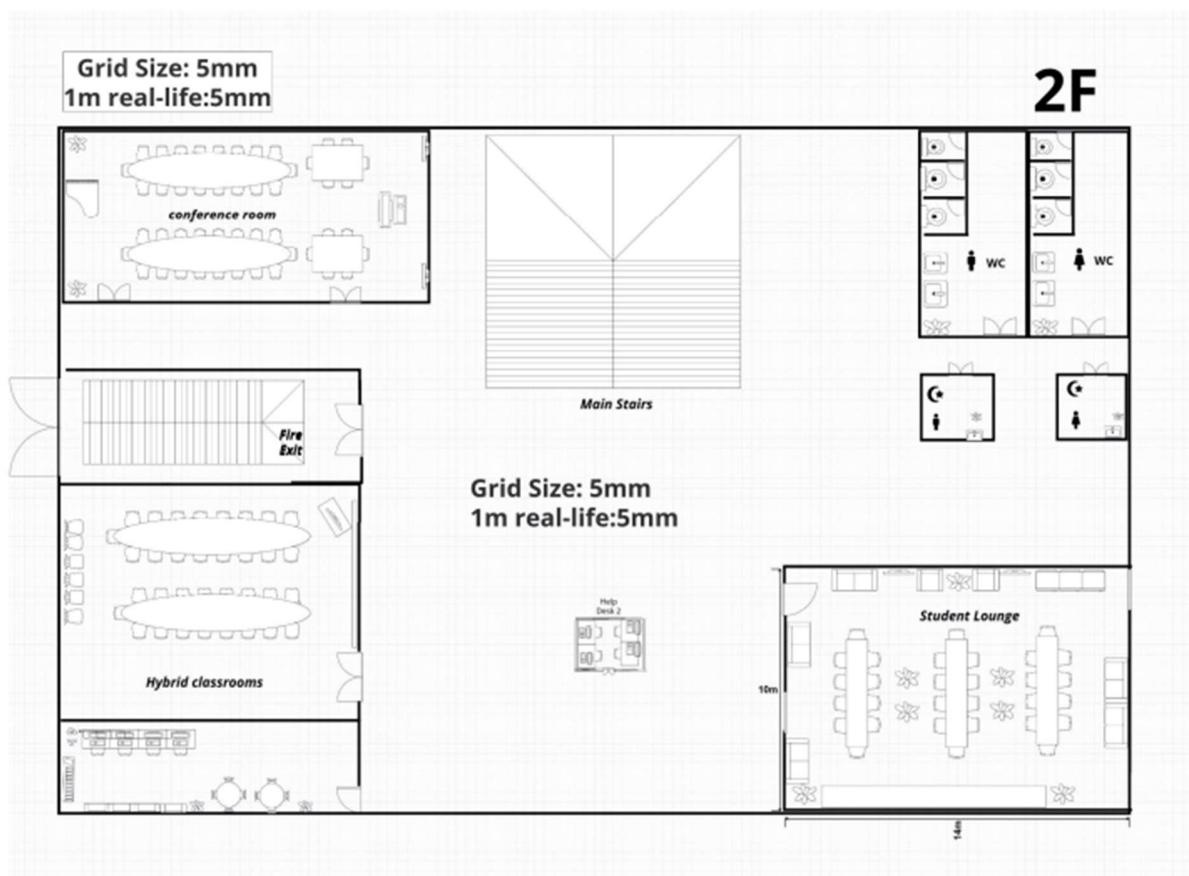 Grid Size: 5mm
1m real-life:5mm
2F
conference room
WC
WC
Main Stairs
Fire
Exit
Grid Size: 5mm
1m real-life:5mm
Help
Desk 2
Student Lounge
Hybrid classrooms
10m
14m